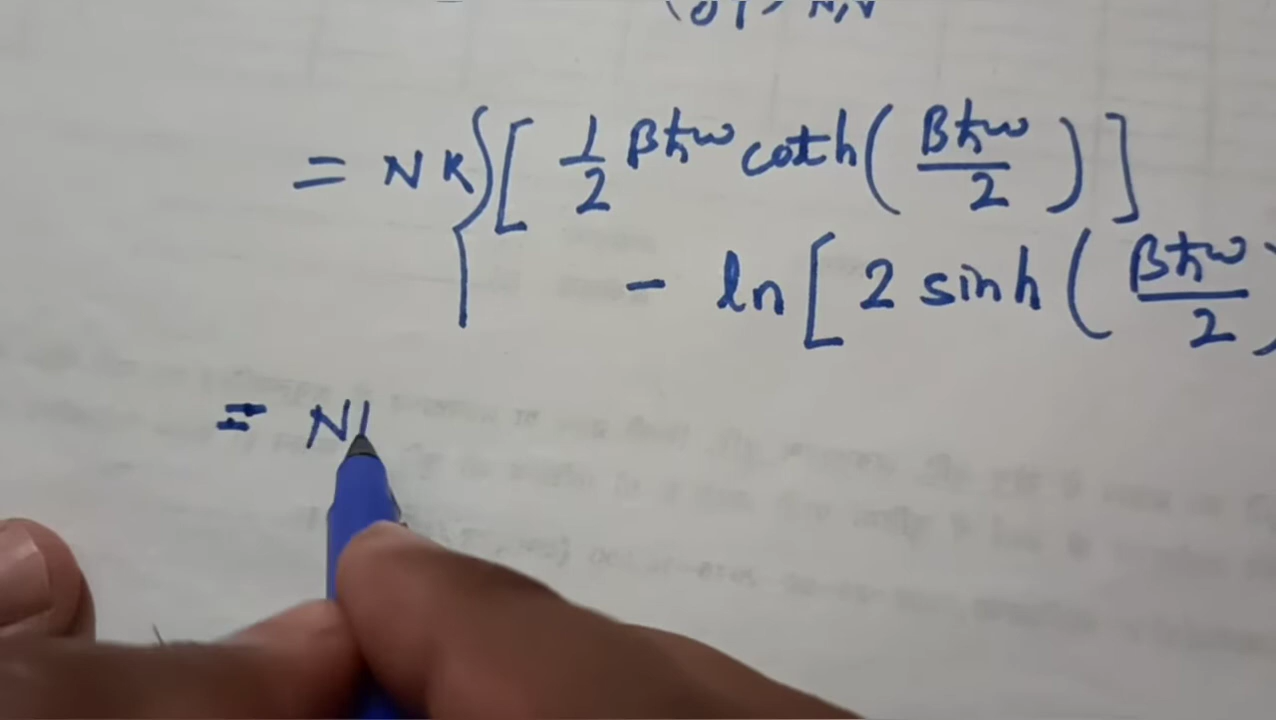 (∂T)N,V
= NK{[ 1/2 βħω coth( βħω/2 ) ]
- ln[ 2 sinh ( βħω/2 )
= N